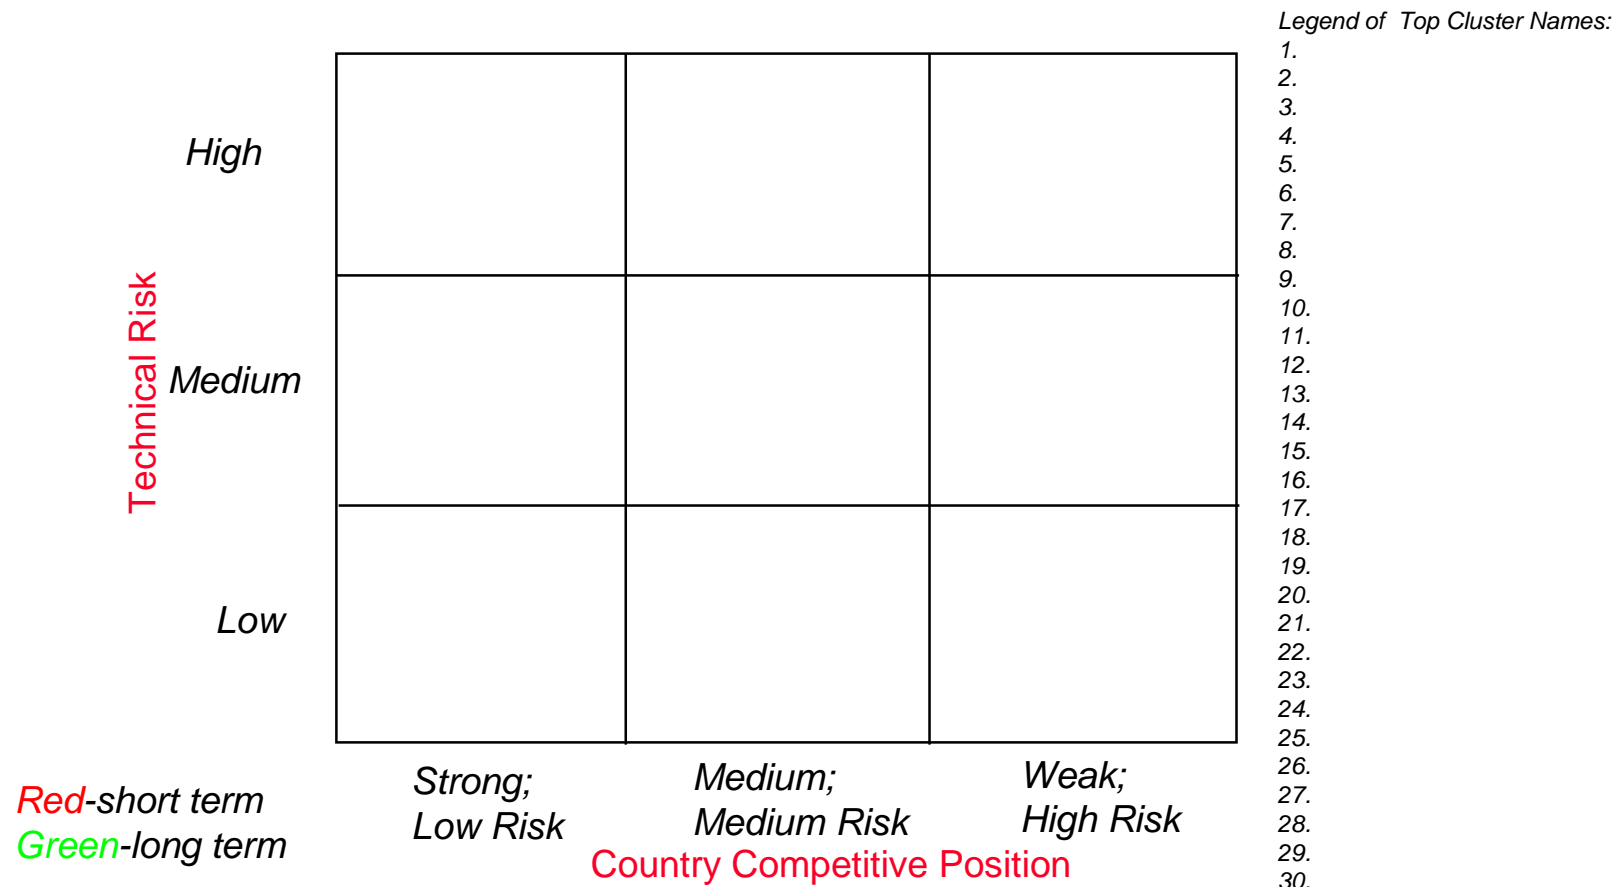 Legend of Top Cluster Names:
1.
2.
3.
4.
5.
6.
7.
8.
9.
10.
11.
12.
13.
14.
15.
16.
17.
18.
19.
20.
21.
22.
23.
24.
25.
26.
27.
28.
29.
30.
Technical Risk
High
Medium
Low
Strong;
Low Risk
Medium;
Medium Risk
Weak;
High Risk
Country Competitive Position
Red-short term
Green-long term